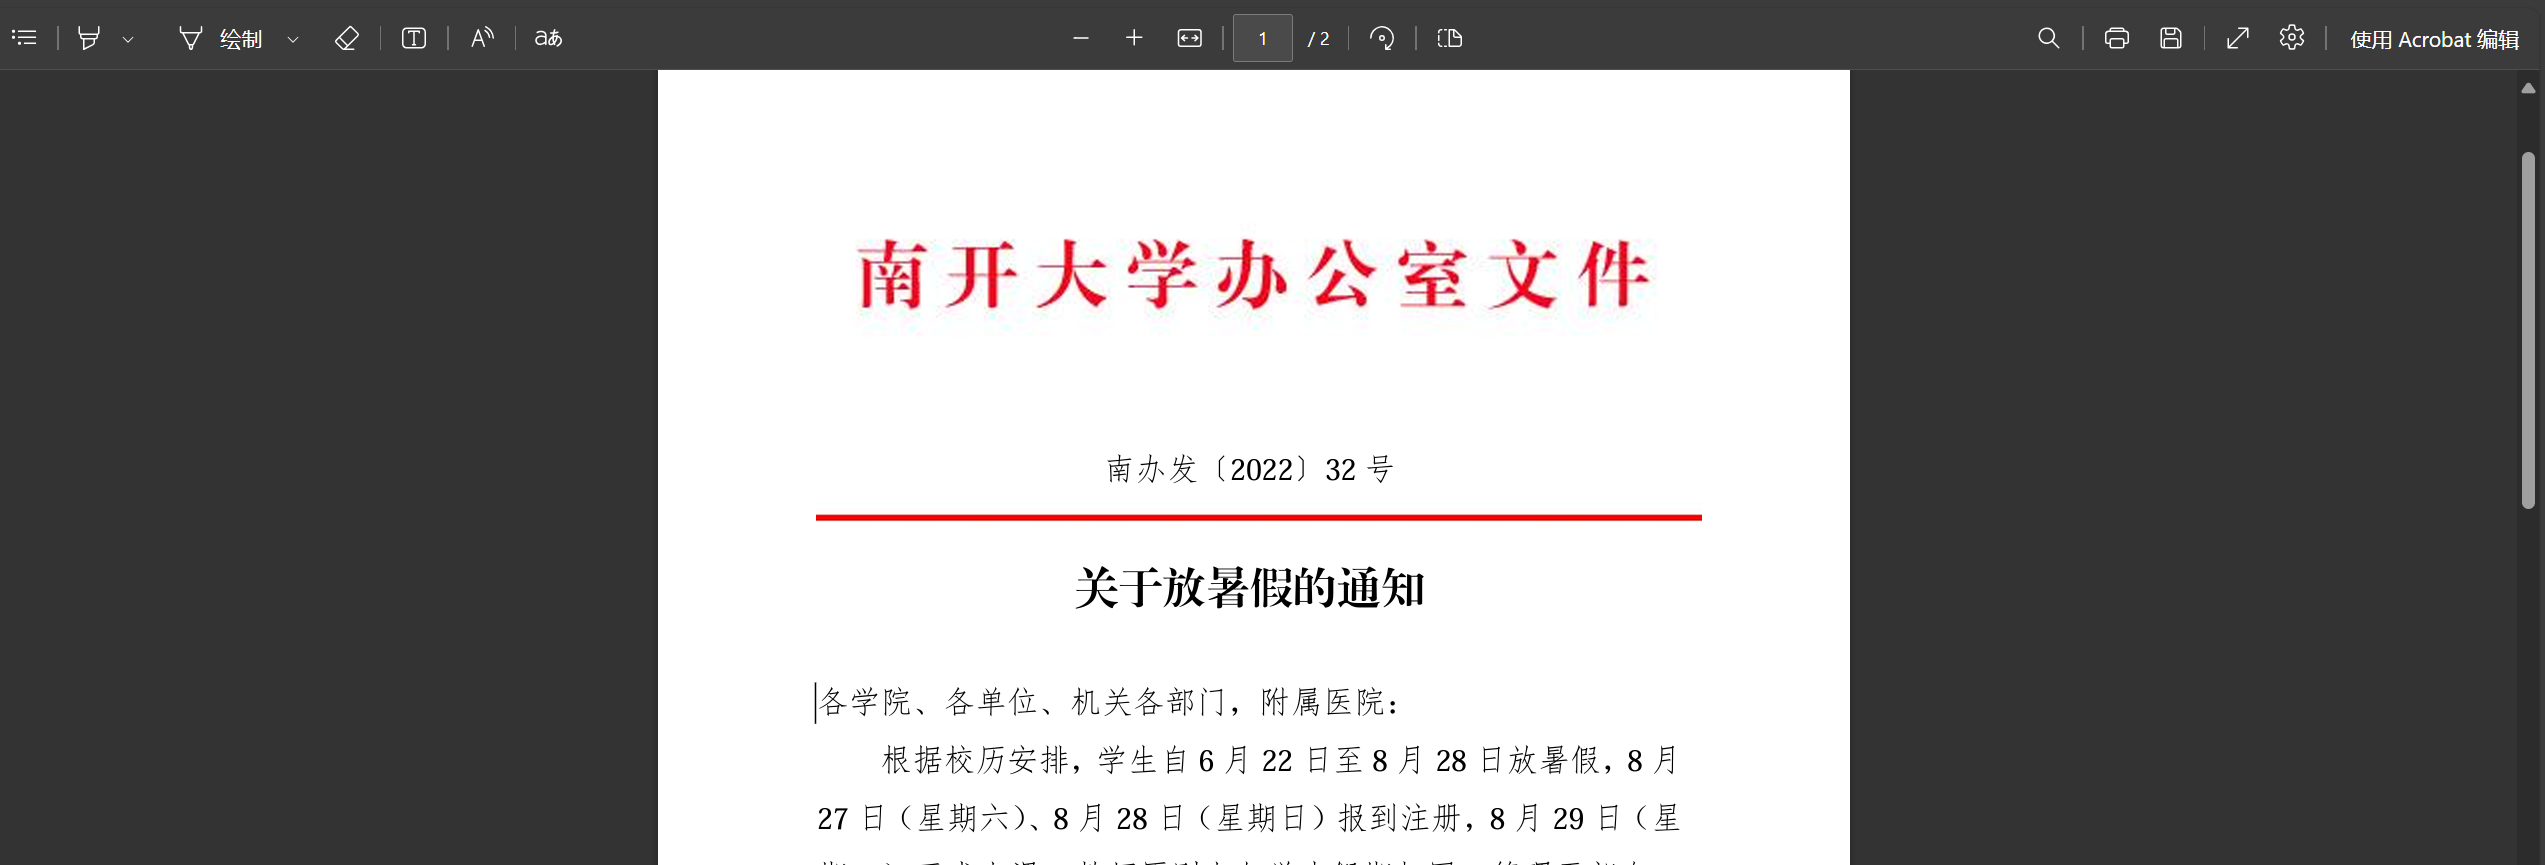 绘制
aあ
1 / 2
使用 Acrobat 编辑
南开大学办公室文件
南办发〔2022〕32 号
关于放暑假的通知
各学院、各单位、机关各部门，附属医院：
根据校历安排，学生自 6 月 22 日至 8 月 28 日放暑假，8 月
27 日（星期六）、8 月 28 日（星期日）报到注册，8 月 29 日（星